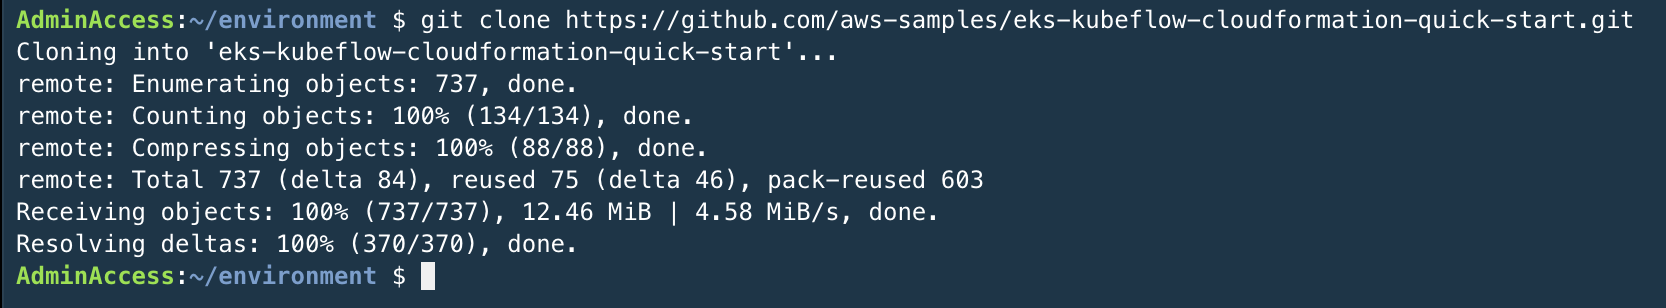 AdminAccess:~/environment $ git clone https://github.com/aws-samples/eks-kubeflow-cloudformation-quick-start.git
Cloning into 'eks-kubeflow-cloudformation-quick-start'...
remote: Enumerating objects: 737, done.
remote: Counting objects: 100% (134/134), done.
remote: Compressing objects: 100% (88/88), done.
remote: Total 737 (delta 84), reused 75 (delta 46), pack-reused 603
Receiving objects: 100% (737/737), 12.46 MiB | 4.58 MiB/s, done.
Resolving deltas: 100% (370/370), done.
AdminAccess:~/environment $